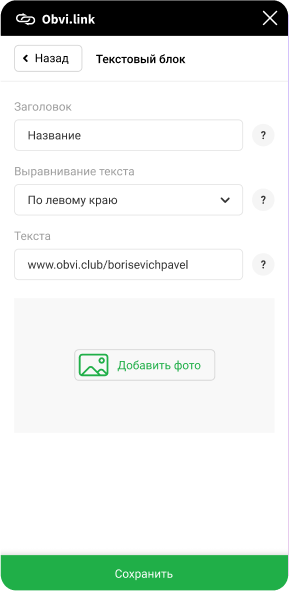 Obvi.link
Назад
Текстовый блок
Заголовок
Название
?
Выравнивание текста
По левому краю
?
Текста
www.obvi.club/borisevichpavel
?
Добавить фото
Сохранить